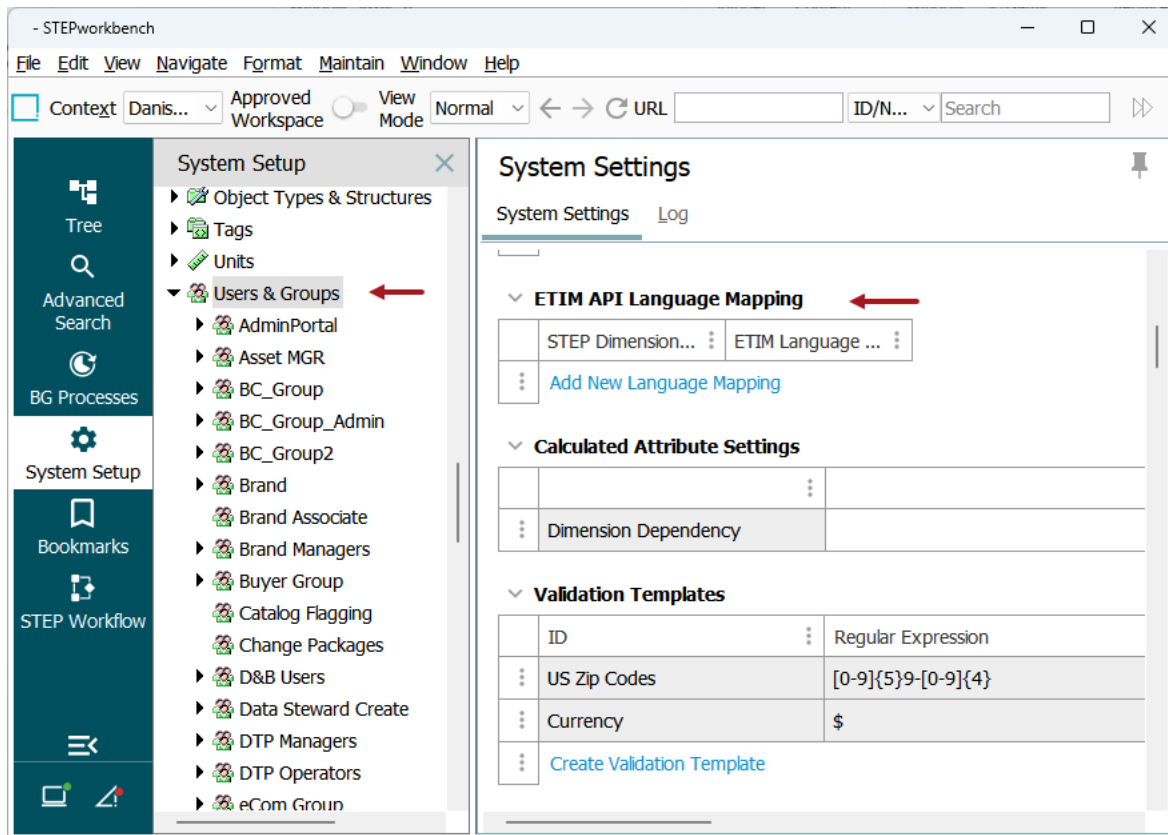 - STEPworkbench
File Edit View Navigate Format Maintain Window Help
Context Danis... Approved Workspace View Mode Normal URL ID/N... Search
Tree
Advanced
Search
BG Processes
System Setup
Bookmarks
STEP Workflow
System Setup
Object Types & Structures
Tags
Units
Users & Groups
AdminPortal
Asset MGR
BC_Group
BC_Group_Admin
BC_Group2
Brand
Brand Associate
Brand Managers
Buyer Group
Catalog Flagging
Change Packages
D&B Users
Data Steward Create
DTP Managers
DTP Operators
eCom Group
System Settings
System Settings Log
ETIM API Language Mapping
STEP Dimension... ETIM Language ...
Add New Language Mapping
Calculated Attribute Settings
Dimension Dependency
Validation Templates
ID Regular Expression
US Zip Codes [0-9]{5}9-[0-9]{4}
Currency $
Create Validation Template